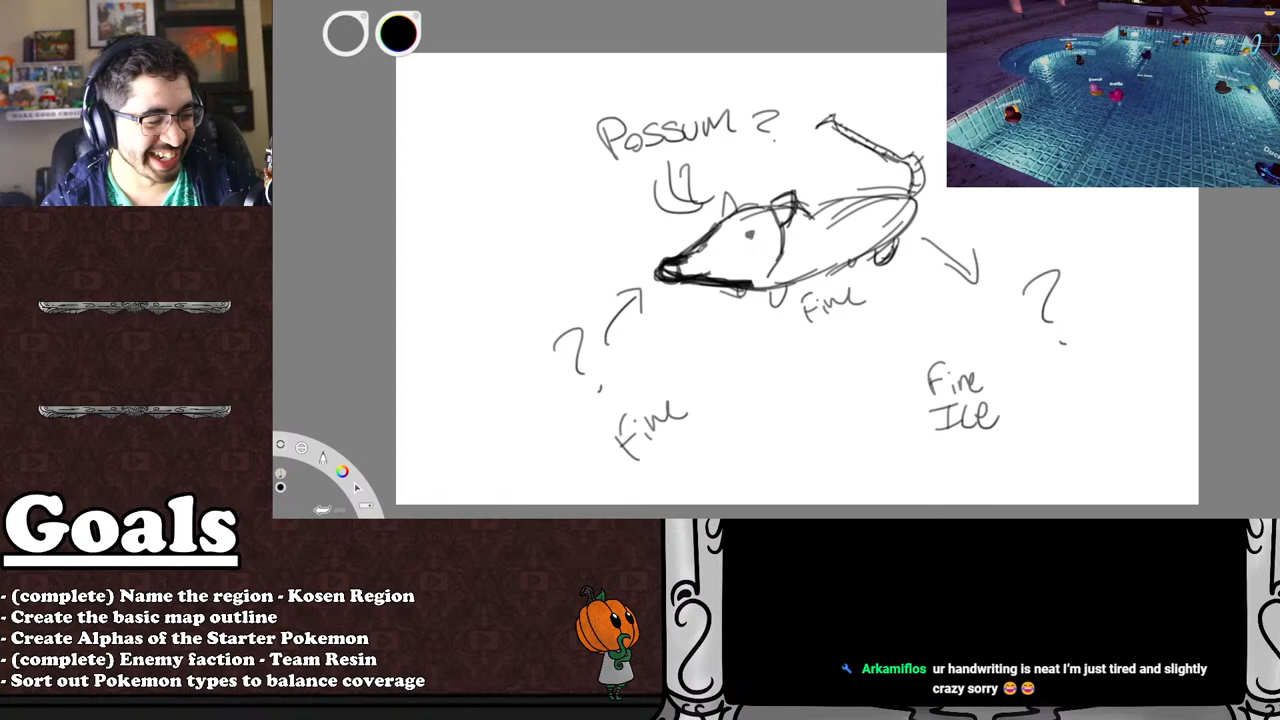 Possum?
?
Fire
?
Fire
Fire
ICE
Goals
- (complete) Name the region - Kosen Region
- Create the basic map outline
- Create Alphas of the Starter Pokemon
- (complete) Enemy faction - Team Resin
- Sort out Pokemon types to balance coverage
Arkamiflos ur handwriting is neat I'm just tired and slightly
crazy sorry 😂 😂